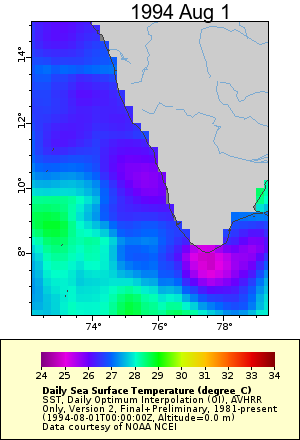 1994 Aug 1
14°
12°
10°
8°
74° 76° 78°
24 25 26 27 28 29 30 31 32 33 34
Daily Sea Surface Temperature (degree_C)
SST, Daily Optimum Interpolation (OI), AVHRR
Only, Version 2, Final+Preliminary, 1981-present
(1994-08-01T00:00:00Z, Altitude=0.0 m)
Data courtesy of NOAA NCEI